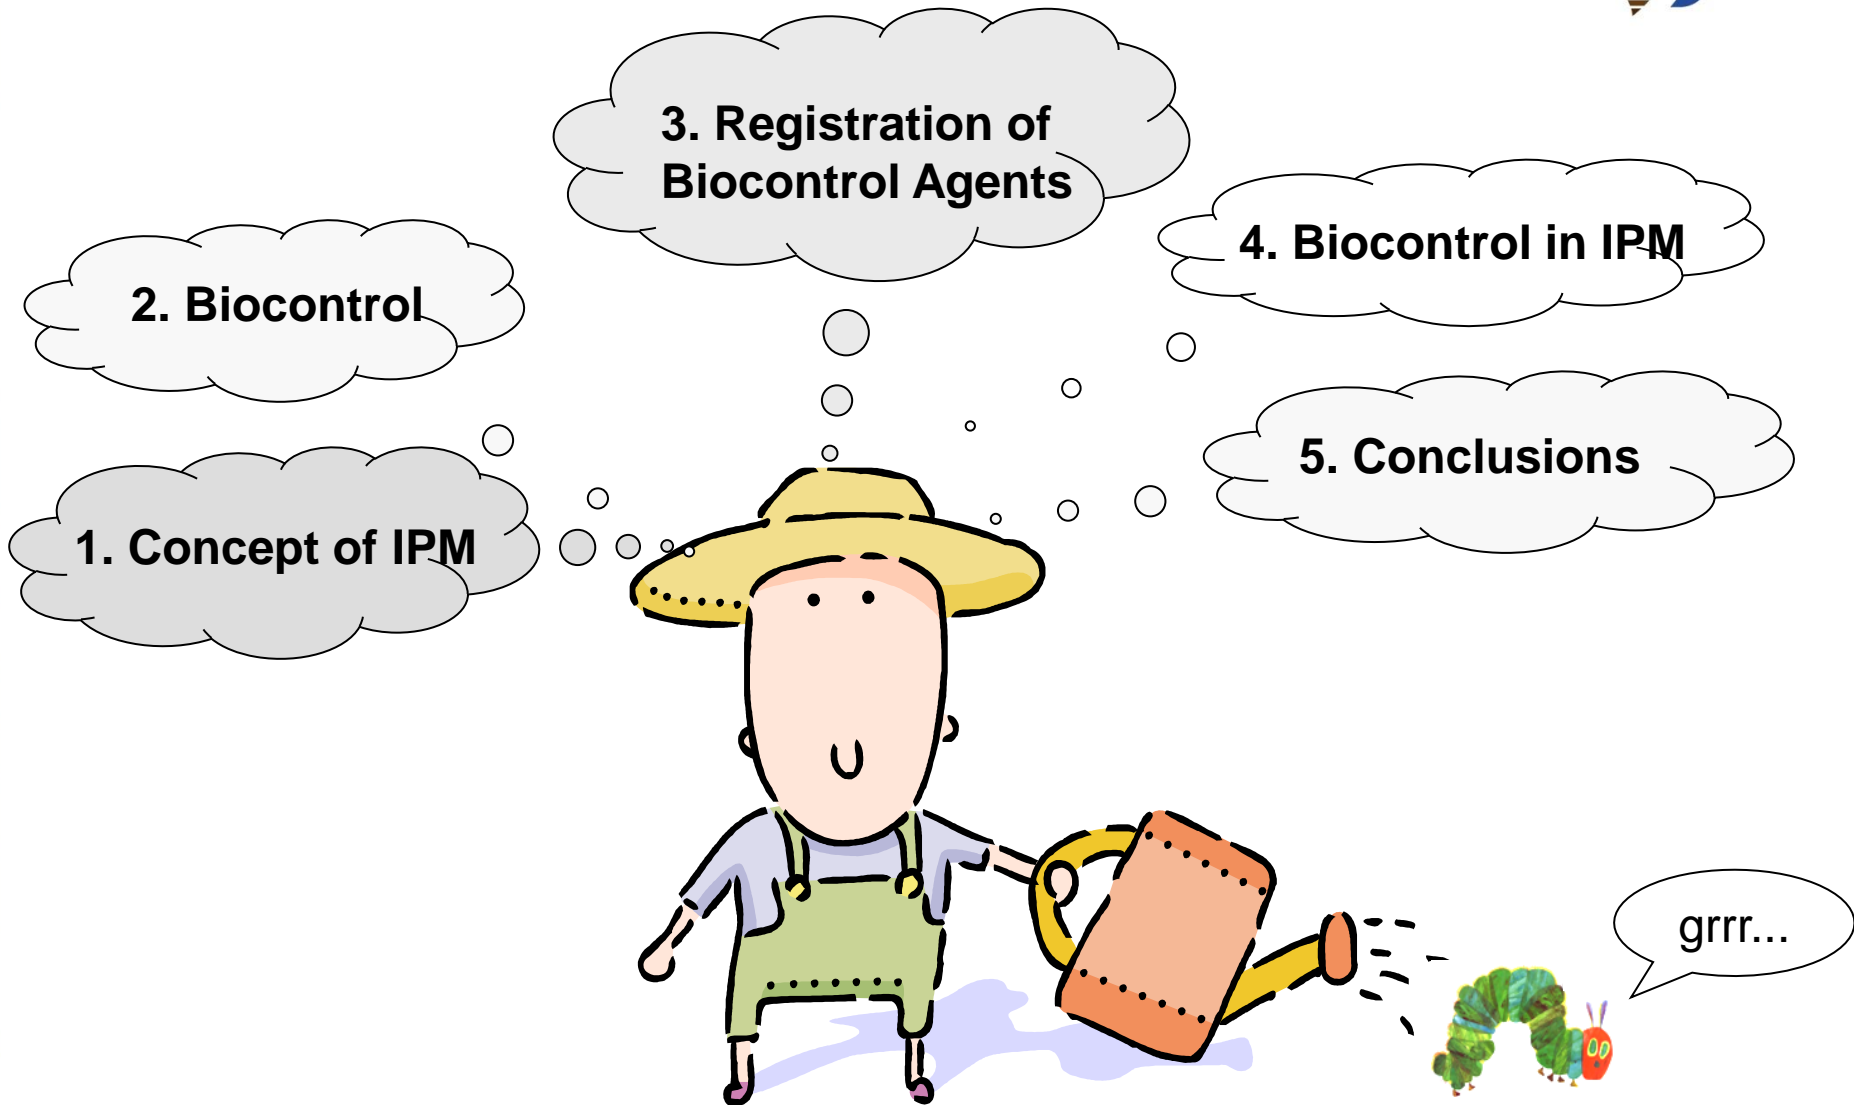 1. Concept of IPM
2. Biocontrol
3. Registration of
Biocontrol Agents
4. Biocontrol in IPM
5. Conclusions
grrr...